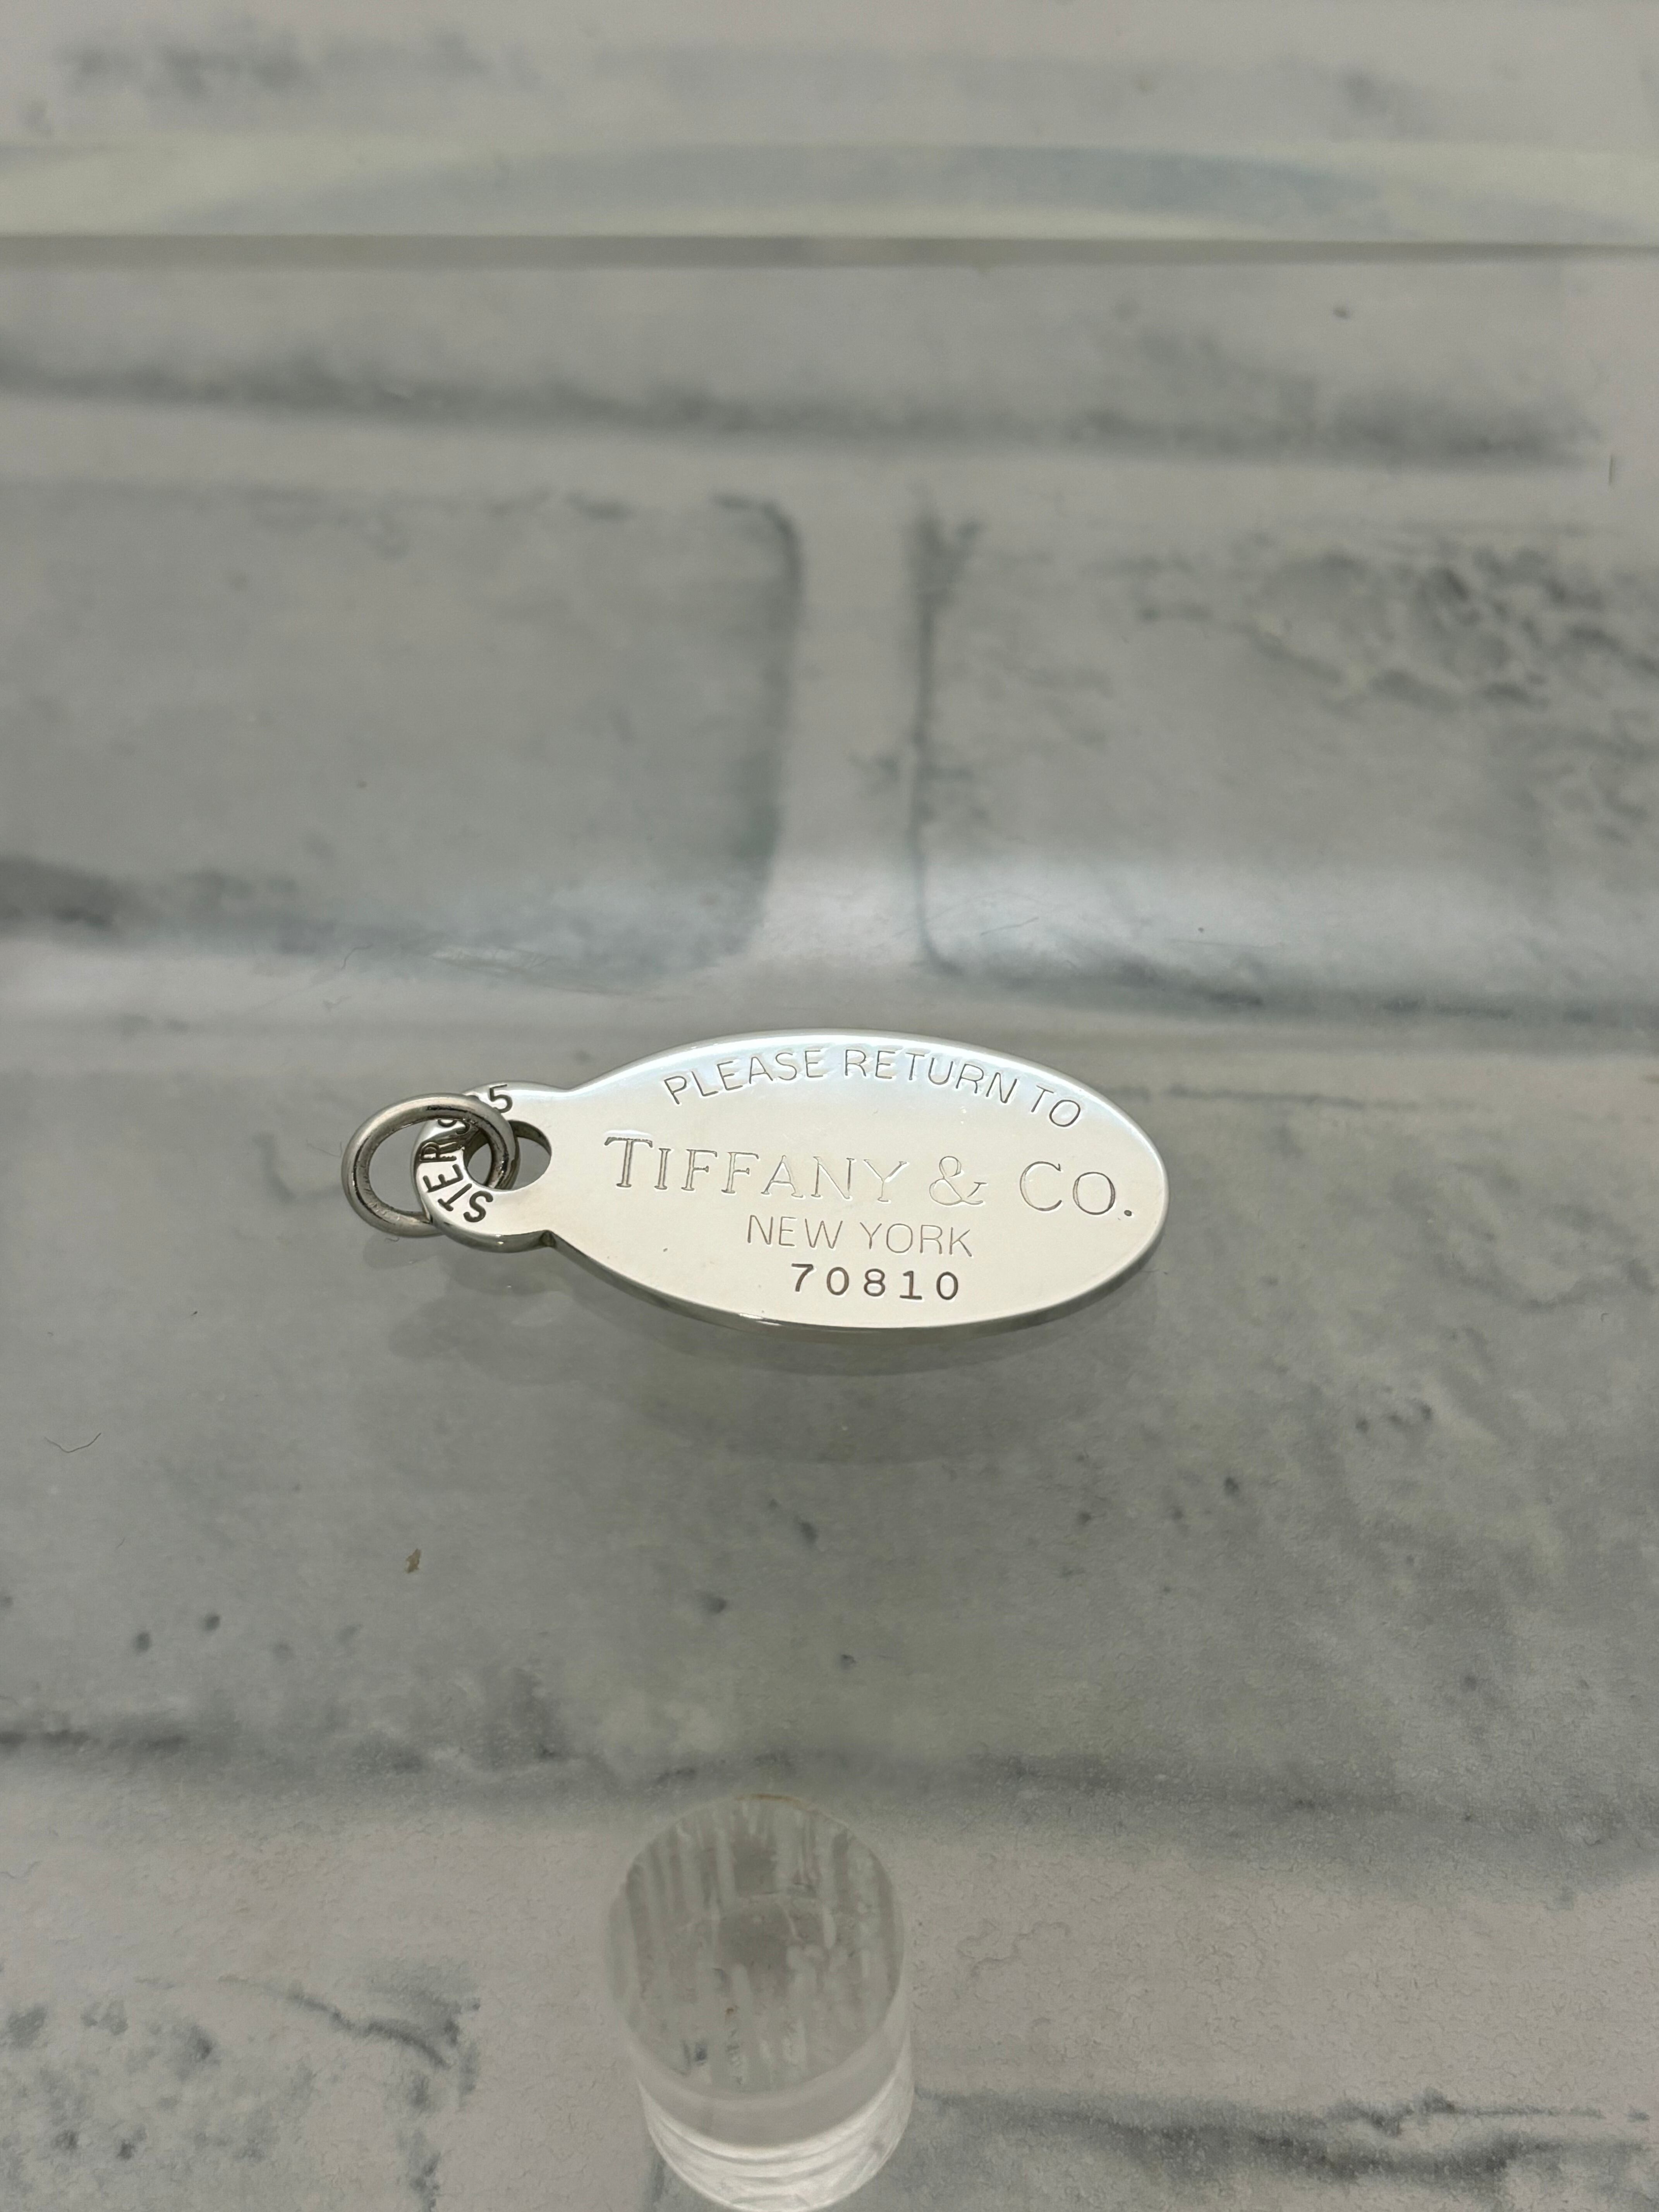 PLEASE RETURN TO
TIFFANY & CO.
NEW YORK
70810